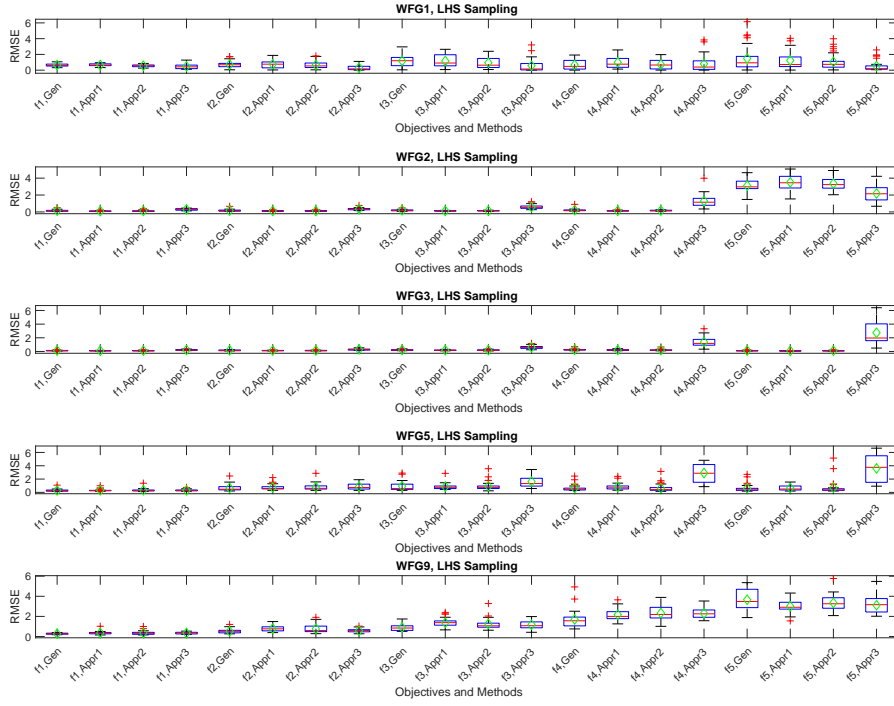 WFG1, LHS Sampling
RMSE
6
4
2
0
f1,Gen
f1,Appr1
f1,Appr2
f1,Appr3
f2,Gen
f2,Appr1
f2,Appr2
f2,Appr3
f3,Gen
f3,Appr1
f3,Appr2
f3,Appr3
f4,Gen
f4,Appr1
f4,Appr2
f4,Appr3
f5,Gen
f5,Appr1
f5,Appr2
f5,Appr3
Objectives and Methods
WFG2, LHS Sampling
RMSE
4
2
0
f1,Gen
f1,Appr1
f1,Appr2
f1,Appr3
f2,Gen
f2,Appr1
f2,Appr2
f2,Appr3
f3,Gen
f3,Appr1
f3,Appr2
f3,Appr3
f4,Gen
f4,Appr1
f4,Appr2
f4,Appr3
f5,Gen
f5,Appr1
f5,Appr2
f5,Appr3
Objectives and Methods
WFG3, LHS Sampling
RMSE
6
4
2
0
f1,Gen
f1,Appr1
f1,Appr2
f1,Appr3
f2,Gen
f2,Appr1
f2,Appr2
f2,Appr3
f3,Gen
f3,Appr1
f3,Appr2
f3,Appr3
f4,Gen
f4,Appr1
f4,Appr2
f4,Appr3
f5,Gen
f5,Appr1
f5,Appr2
f5,Appr3
Objectives and Methods
WFG5, LHS Sampling
RMSE
6
4
2
0
f1,Gen
f1,Appr1
f1,Appr2
f1,Appr3
f2,Gen
f2,Appr1
f2,Appr2
f2,Appr3
f3,Gen
f3,Appr1
f3,Appr2
f3,Appr3
f4,Gen
f4,Appr1
f4,Appr2
f4,Appr3
f5,Gen
f5,Appr1
f5,Appr2
f5,Appr3
Objectives and Methods
WFG9, LHS Sampling
RMSE
6
4
2
0
f1,Gen
f1,Appr1
f1,Appr2
f1,Appr3
f2,Gen
f2,Appr1
f2,Appr2
f2,Appr3
f3,Gen
f3,Appr1
f3,Appr2
f3,Appr3
f4,Gen
f4,Appr1
f4,Appr2
f4,Appr3
f5,Gen
f5,Appr1
f5,Appr2
f5,Appr3
Objectives and Methods